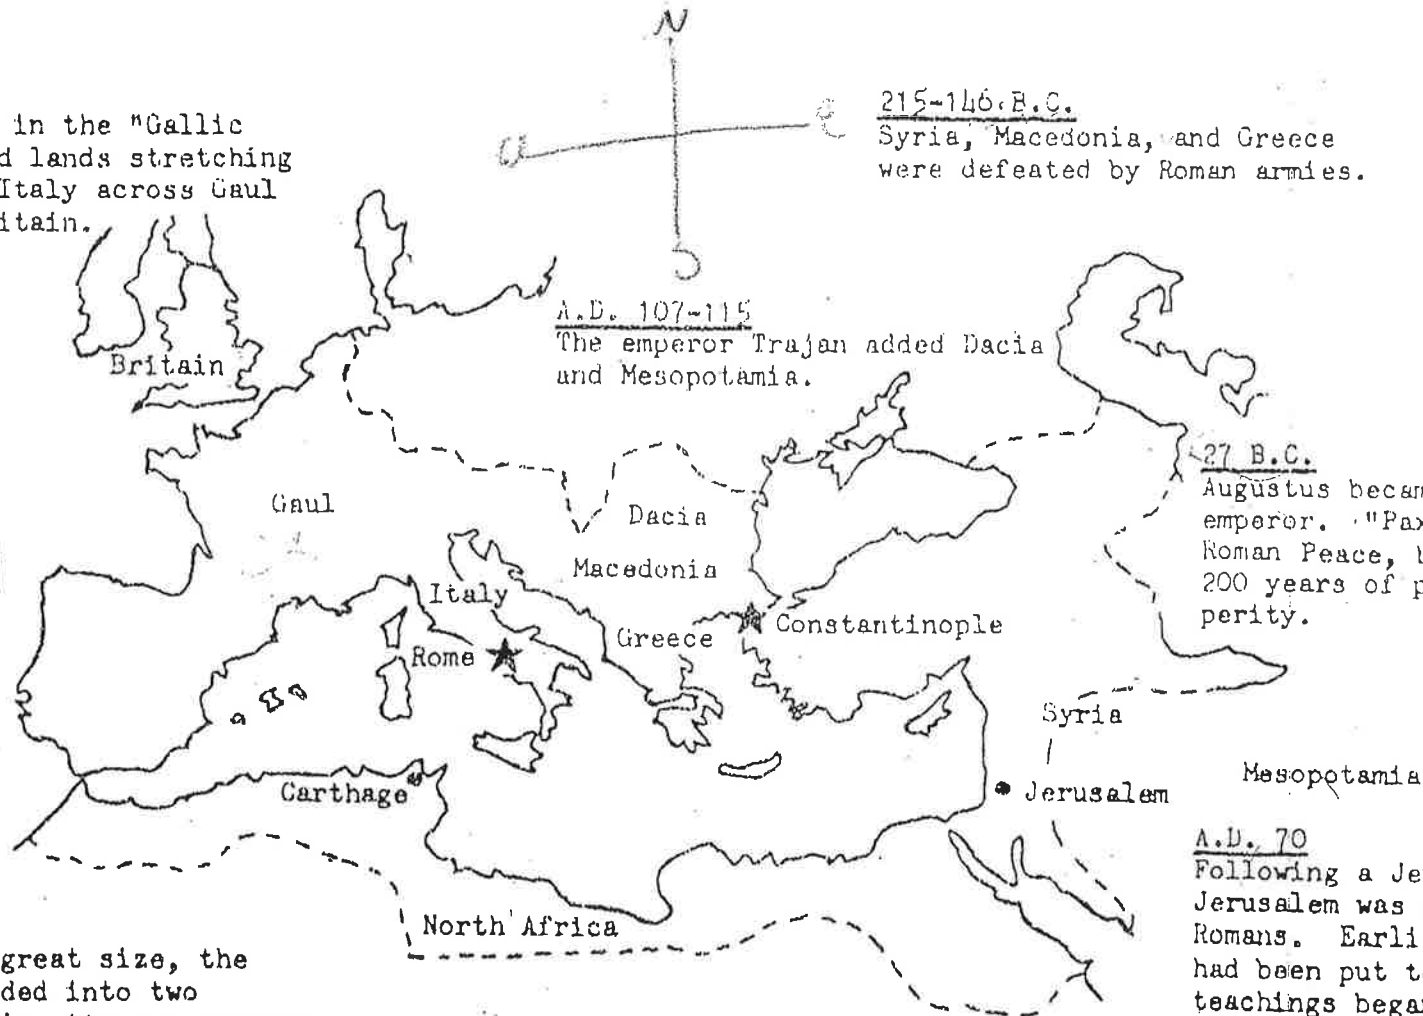 N
215-146 B.C.
Syria, Macedonia, and Greece
were defeated by Roman armies.
in the "Gallic
d lands stretching
Italy across Gaul
itain.
A.D. 107-115
The emperor Trajan added Dacia
and Mesopotamia.
Britain
27 B.C.
Augustus becam
emperor. "Pax
Roman Peace, b
200 years of p
perity.
Gaul
Dacia
Macedonia
Italy
Greece
Constantinople
Rome
Syria
Mesopotamia
Carthage
Jerusalem
A.D. 70
Following a Je
Jerusalem was
Romans. Earli
had been put t
teachings began
North Africa
great size, the
ded into two